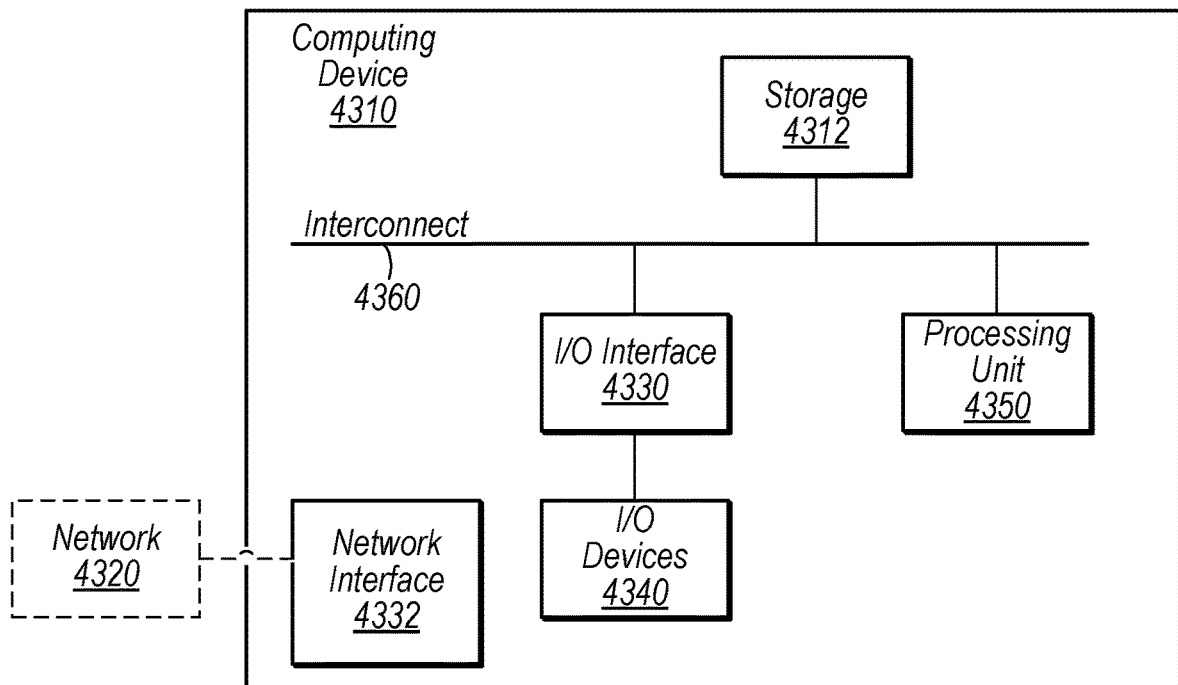 Computing
Device
4310
Storage
4312
Interconnect
4360
I/O Interface
4330
Processing
Unit
4350
Network
4320
Network
Interface
4332
I/O
Devices
4340